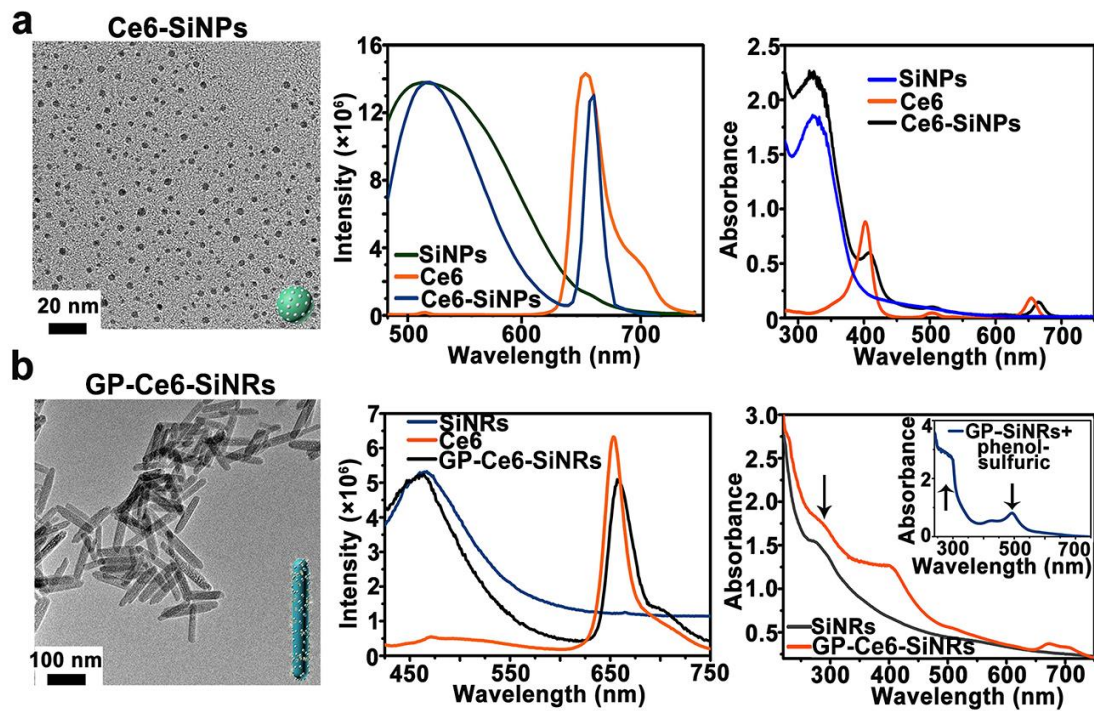 a
Ce6-SiNPs
20 nm
16
12
8
4
0
Intensity (×10⁶)
SiNPs
Ce6
Ce6-SiNPs
500 600 700
Wavelength (nm)
2.5
2.0
1.5
1.0
0.5
0
Absorbance
SiNPs
Ce6
Ce6-SiNPs
300 400 500 600 700
Wavelength (nm)
b
GP-Ce6-SiNRs
100 nm
7
6
5
4
3
2
1
0
Intensity (×10⁶)
SiNRs
Ce6
GP-Ce6-SiNRs
450 550 650 750
Wavelength (nm)
3.0
2.5
2.0
1.5
1.0
0.5
Absorbance
SiNRs
GP-Ce6-SiNRs
300 400 500 600 700
Wavelength (nm)
4
2
0
Absorbance
GP-SiNRs+
phenol-
sulfuric
300 500 700
Wavelength (nm)